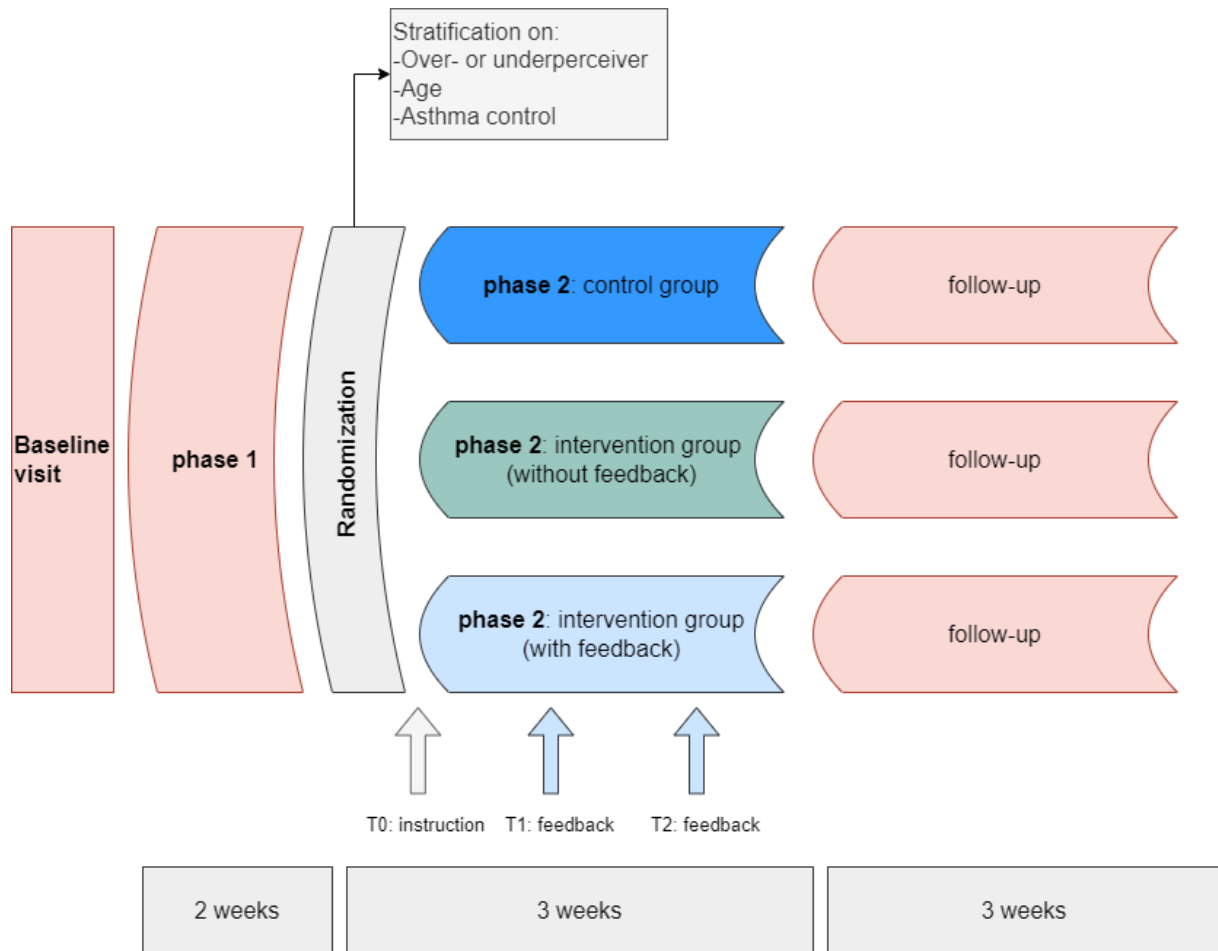 Stratification on:
-Over- or underperceiver
-Age
-Asthma control
Baseline
visit
phase 1
Randomization
phase 2: control group
follow-up
phase 2: intervention group
(without feedback)
follow-up
phase 2: intervention group
(with feedback)
follow-up
T0: instruction
T1: feedback
T2: feedback
2 weeks
3 weeks
3 weeks